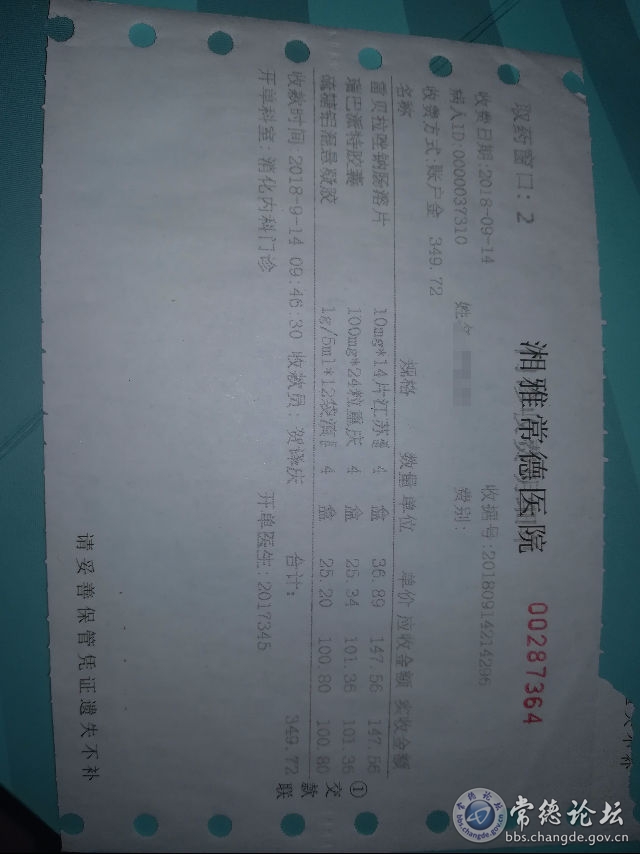 湘雅常德医院
00287364
取药窗口: 2
收费日期:2018-09-14 收据号:20180914214296
病人ID:0000037310 姓名 费别:
收费方式:账户金 349.72
名称 规格 数量 单位 单价 应收金额 实收金额
雷贝拉唑钠肠溶片 10mg*14片江苏 4 盒 36.89 147.56 147.56
瑞巴派特胶囊 100mg*24粒重庆 4 盒 25.34 101.36 101.36
硫糖铝混悬凝胶 1g/5ml*12袋 4 盒 25.20 100.80 100.80
合计: 349.72
收款时间:2018-9-14 09:46:30 收款员: 贺译庆
开单科室:消化内科门诊 开单医生:2017345
①交款联
请妥善保管凭证遗失不补
失不补
常德论坛
bbs.changde.gov.cn